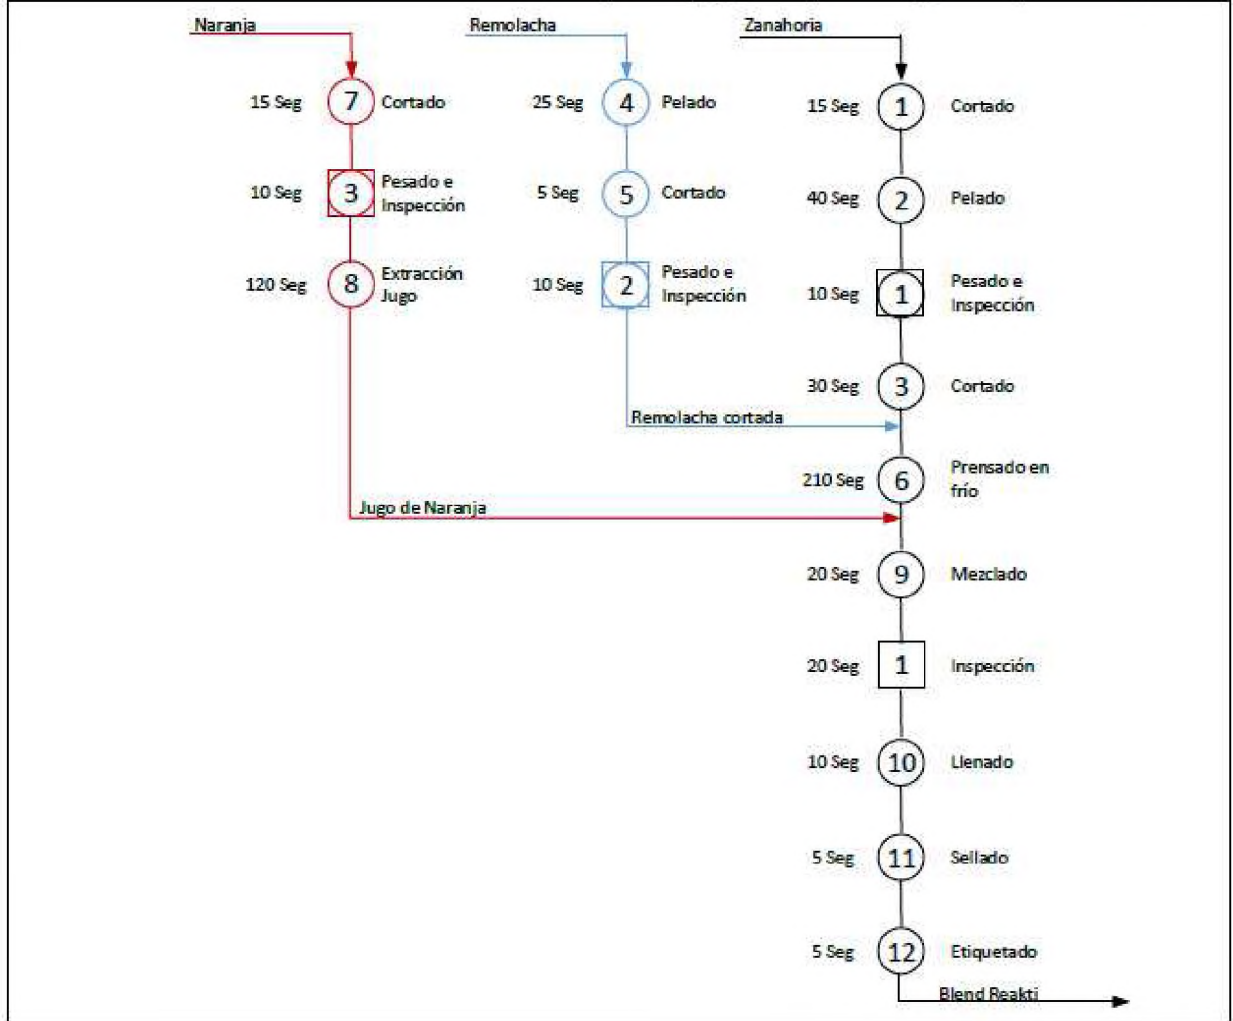 Naranja
Remolacha
Zanahoria
15 Seg
7
Cortado
25 Seg
4
Pelado
15 Seg
1
Cortado
10 Seg
3
Pesado e
Inspección
5 Seg
5
Cortado
40 Seg
2
Pelado
120 Seg
8
Extracción
Jugo
10 Seg
2
Pesado e
Inspección
10 Seg
1
Pesado e
Inspección
30 Seg
3
Cortado
Remolacha cortada
210 Seg
6
Prensado en
frío
Jugo de Naranja
20 Seg
9
Mezclado
20 Seg
1
Inspección
10 Seg
10
Llenado
5 Seg
11
Sellado
5 Seg
12
Etiquetado
Blend Reakti